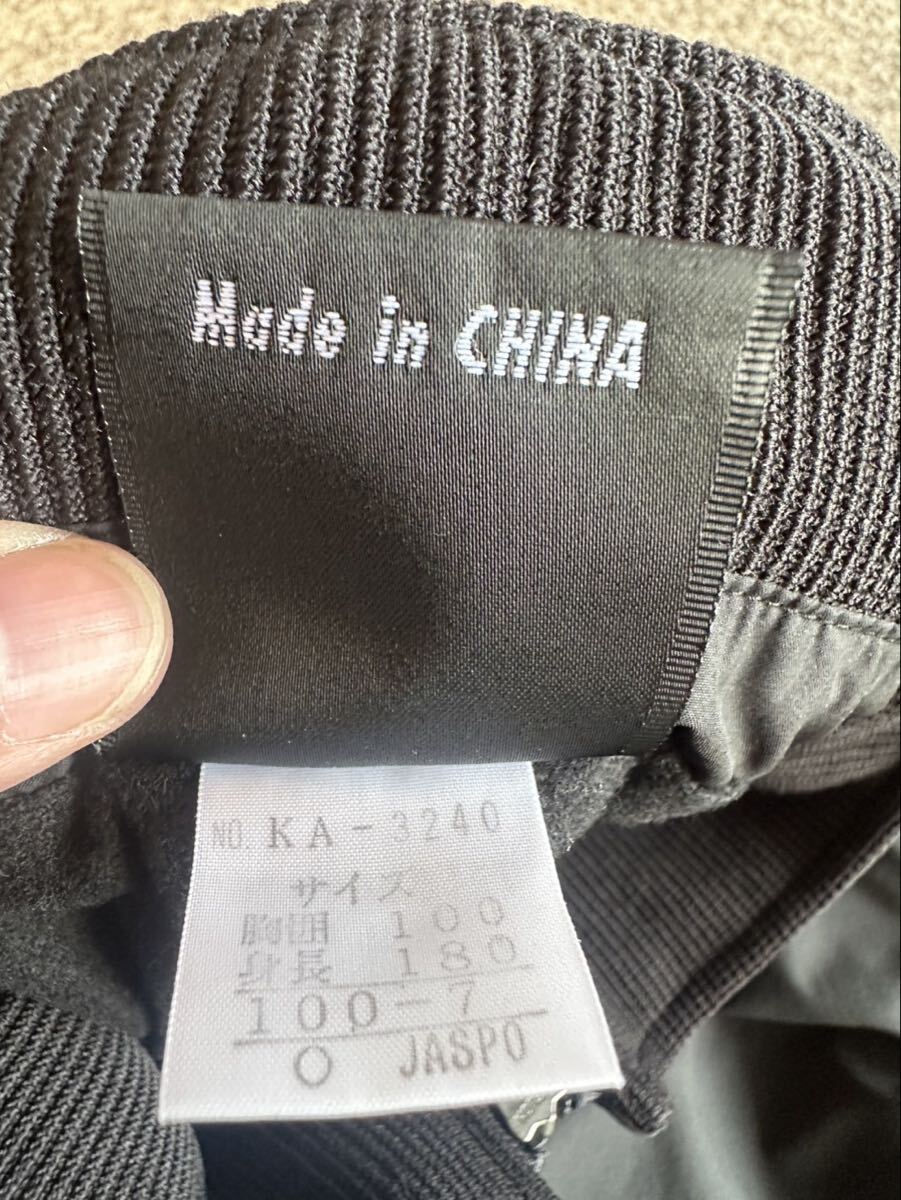 Made in CHINA
NO. KA-3240
サイズ
胸囲 100
身長 180
100-7
O JASPO